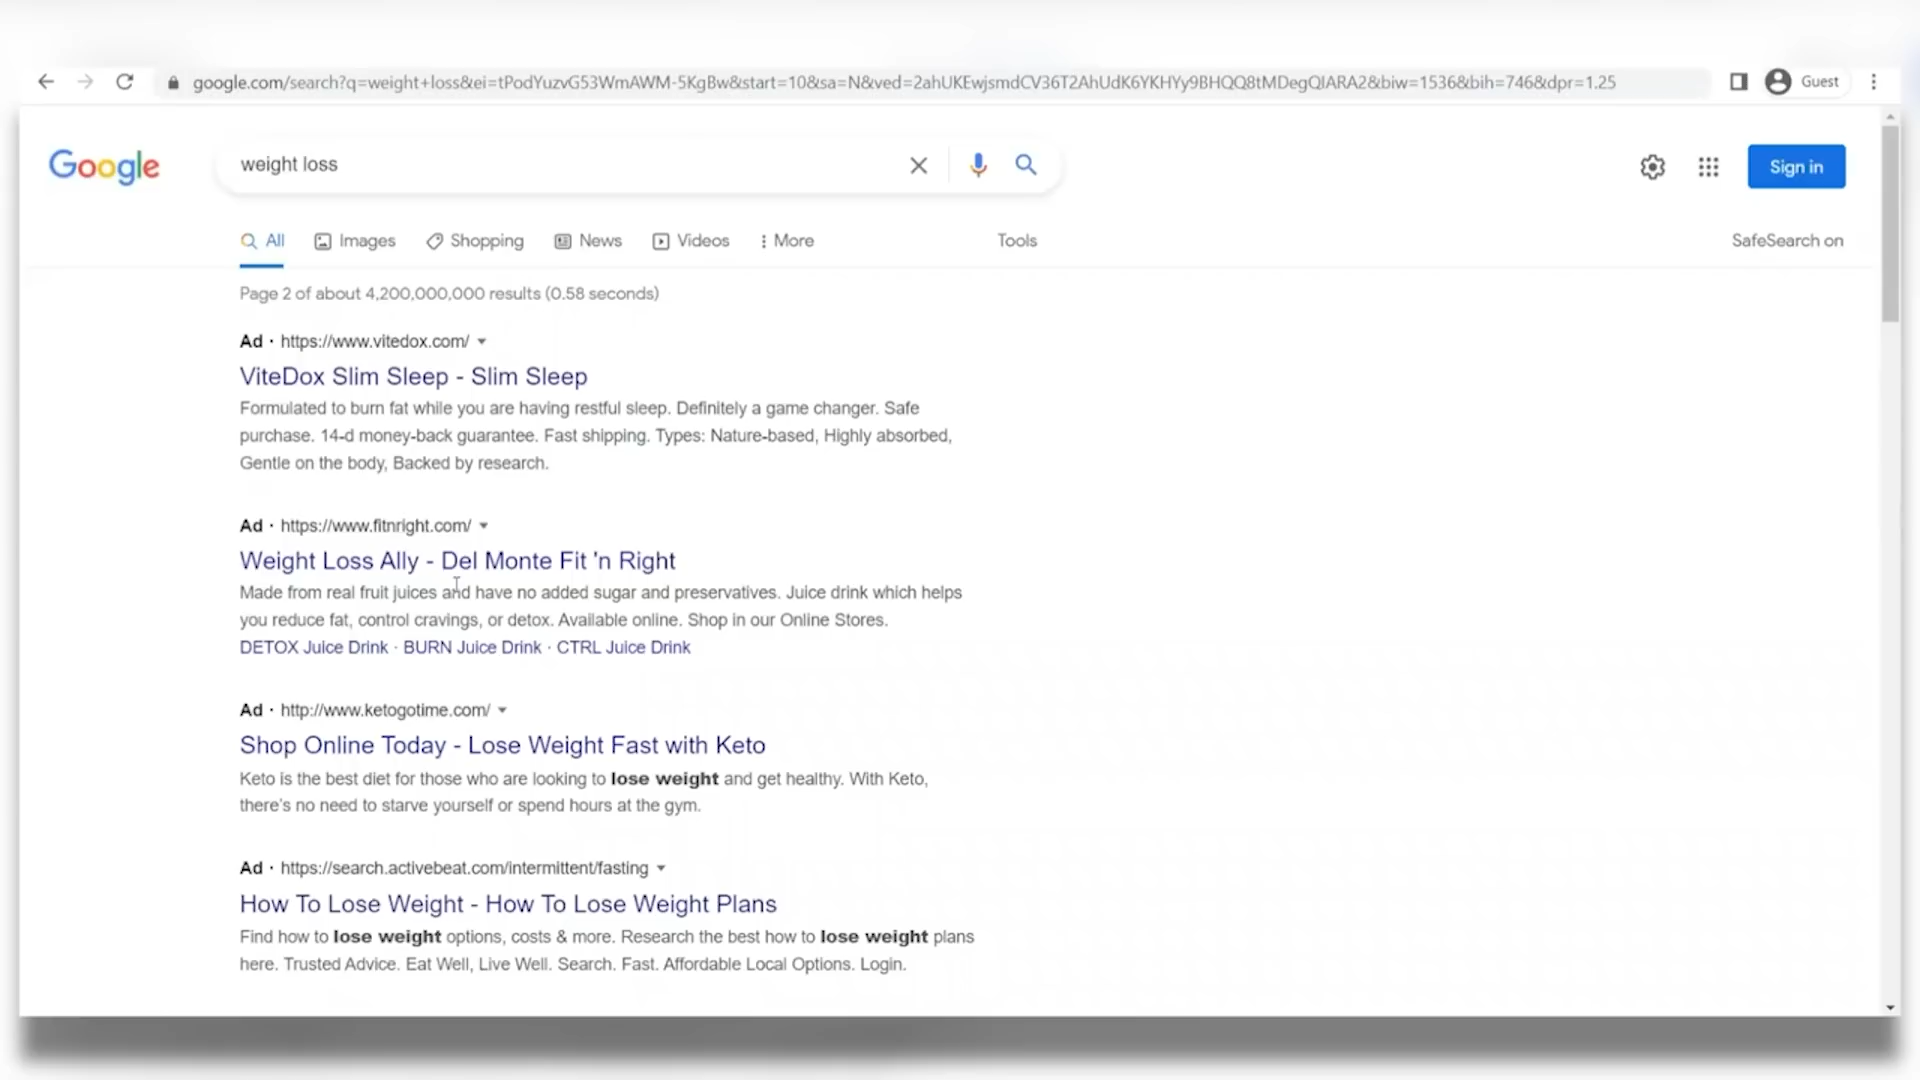 google.com/search?q=weight+loss&ei=tPodYuzvG53WmAWM-5KgBw&start=10&sa=N&ved=2ahUKEwjsmdCV36T2AhUdK6YKHYy9BHQQ8tMDegQIARA2&biw=1536&bih=746&dpr=1.25 Guest
Google weight loss Sign in
All Images Shopping News Videos More Tools SafeSearch on
Page 2 of about 4,200,000,000 results (0.58 seconds)
Ad · https://www.vitedox.com/
ViteDox Slim Sleep - Slim Sleep
Formulated to burn fat while you are having restful sleep. Definitely a game changer. Safe
purchase. 14-d money-back guarantee. Fast shipping. Types: Nature-based, Highly absorbed,
Gentle on the body, Backed by research.
Ad · https://www.fitnright.com/
Weight Loss Ally - Del Monte Fit 'n Right
Made from real fruit juices and have no added sugar and preservatives. Juice drink which helps
you reduce fat, control cravings, or detox. Available online. Shop in our Online Stores.
DETOX Juice Drink · BURN Juice Drink · CTRL Juice Drink
Ad · http://www.ketogotime.com/
Shop Online Today - Lose Weight Fast with Keto
Keto is the best diet for those who are looking to lose weight and get healthy. With Keto,
there's no need to starve yourself or spend hours at the gym.
Ad · https://search.activebeat.com/intermittent/fasting
How To Lose Weight - How To Lose Weight Plans
Find how to lose weight options, costs & more. Research the best how to lose weight plans
here. Trusted Advice. Eat Well, Live Well. Search. Fast. Affordable Local Options. Login.